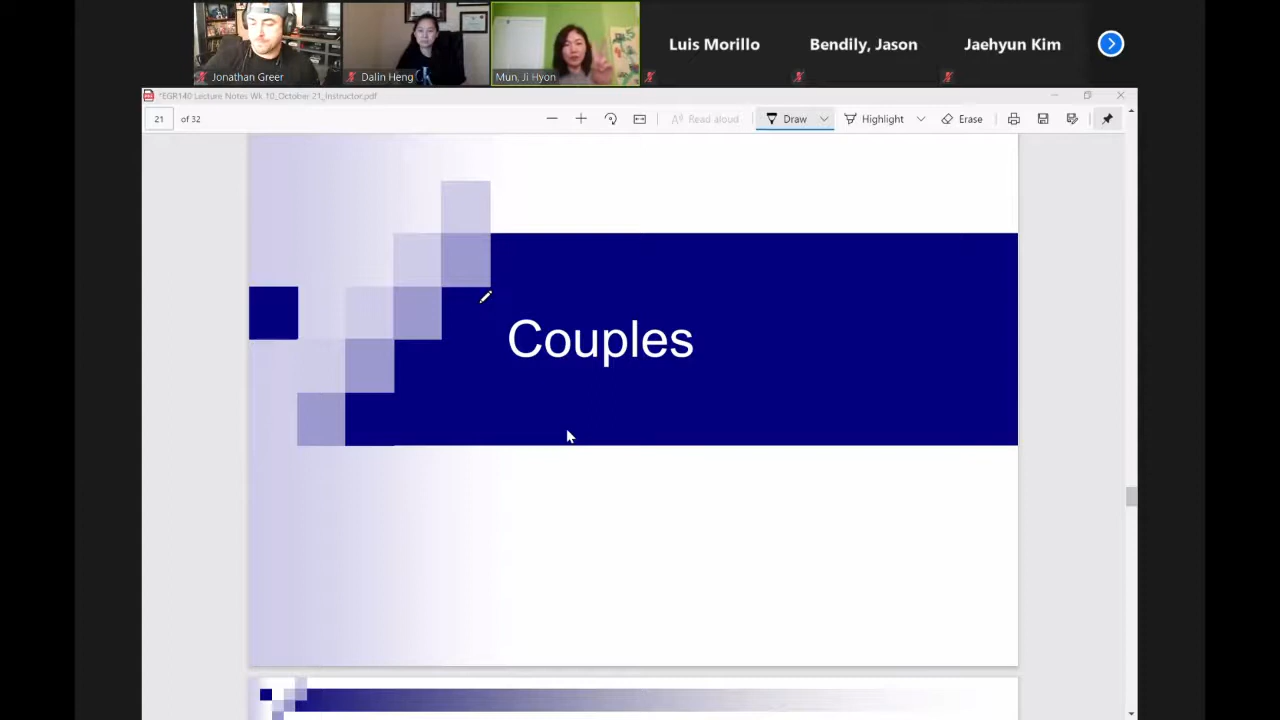 Luis Morillo
Bendily, Jason
Jaehyun Kim
Jonathan Greer
Dalin Heng
Mun, Ji Hyon
*EGR140 Lecture Notes Wk 10_October 21_Instructor.pdf
21 of 32
Read aloud
Draw
Highlight
Erase
Couples